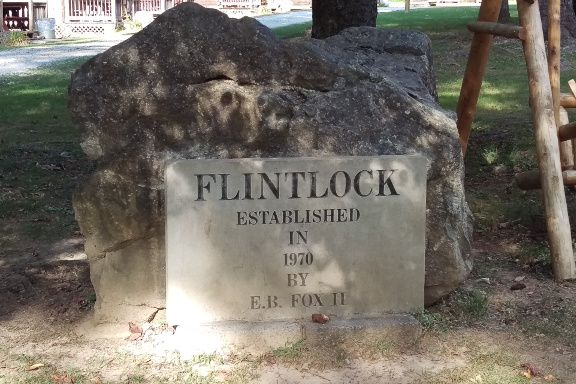 FLINTLOCK
ESTABLISHED
IN
1970
BY
E.B. FOX II